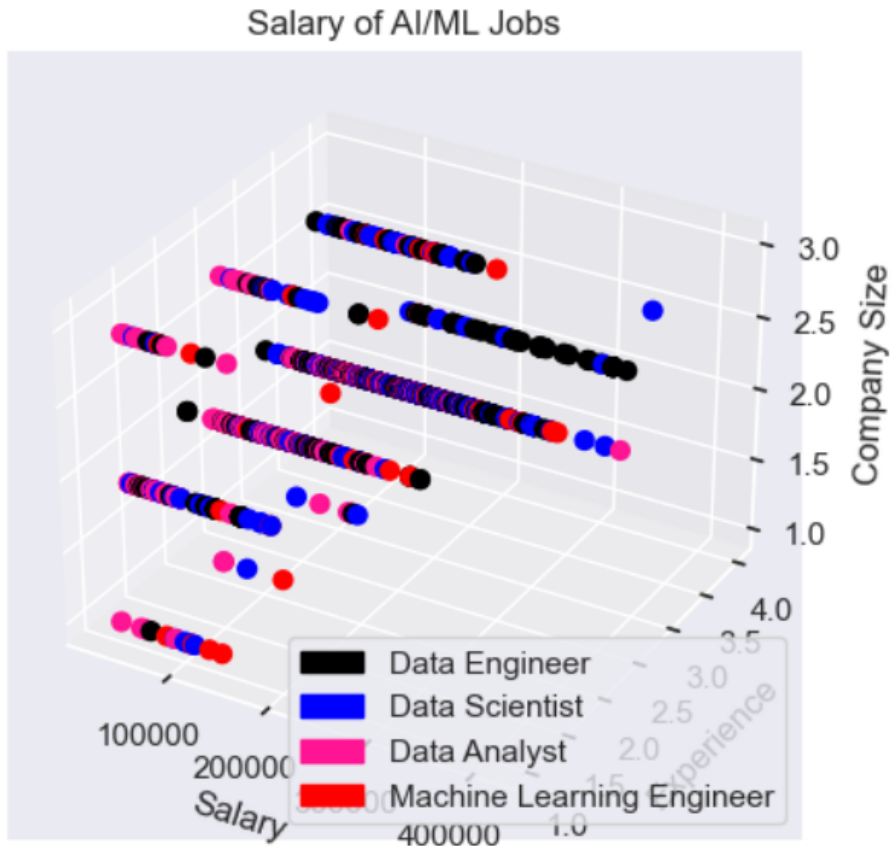 Salary of AI/ML Jobs
3.0
2.5
2.0
1.5
1.0
Company Size
4.0
3.5
3.0
2.5
2.0
1.5
1.0
Experience
100000
200000
300000
400000
Salary
Data Engineer
Data Scientist
Data Analyst
Machine Learning Engineer